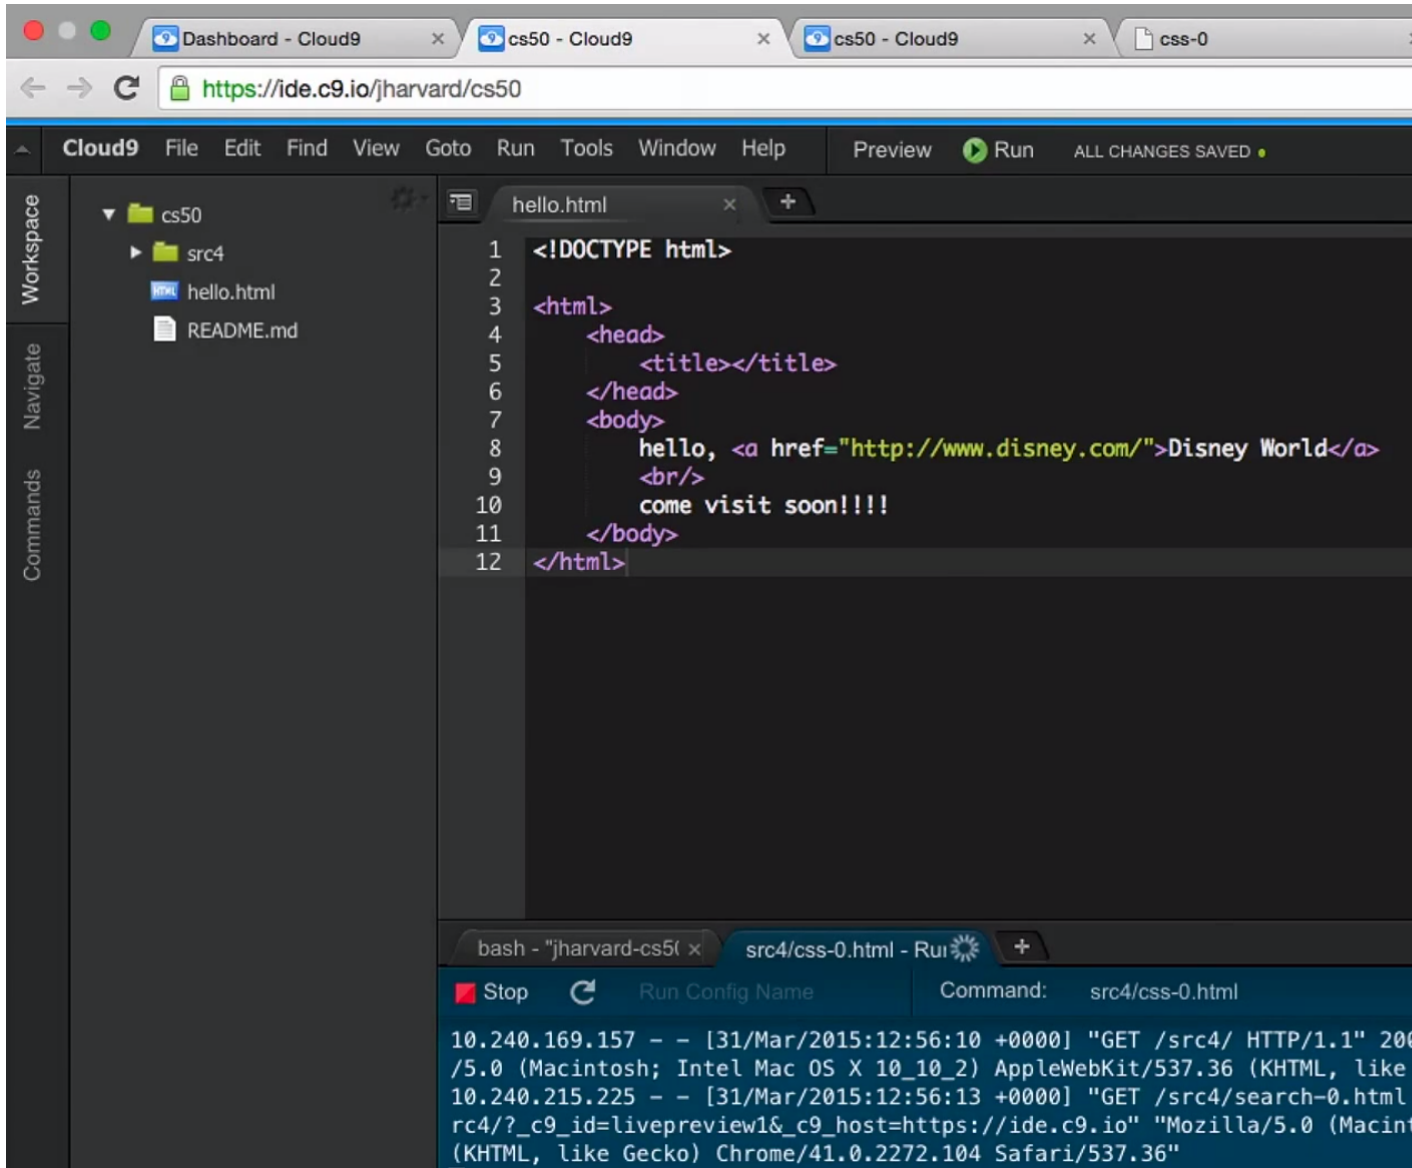 Dashboard - Cloud9 cs50 - Cloud9 cs50 - Cloud9 css-0
https://ide.c9.io/jharvard/cs50
Cloud9 File Edit Find View Goto Run Tools Window Help Preview Run ALL CHANGES SAVED
Workspace
Navigate
Commands
cs50
src4
hello.html
README.md
hello.html
1 <!DOCTYPE html>
2
3 <html>
4 <head>
5 <title></title>
6 </head>
7 <body>
8 hello, <a href="http://www.disney.com/">Disney World</a>
9 <br/>
10 come visit soon!!!!
11 </body>
12 </html>
bash - "jharvard-cs50 src4/css-0.html - Run
Stop Run Config Name Command: src4/css-0.html
10.240.169.157 - - [31/Mar/2015:12:56:10 +0000] "GET /src4/ HTTP/1.1" 200
/5.0 (Macintosh; Intel Mac OS X 10_10_2) AppleWebKit/537.36 (KHTML, like
10.240.215.225 - - [31/Mar/2015:12:56:13 +0000] "GET /src4/search-0.html
rc4/?_c9_id=livepreview1&_c9_host=https://ide.c9.io" "Mozilla/5.0 (Macint
(KHTML, like Gecko) Chrome/41.0.2272.104 Safari/537.36"